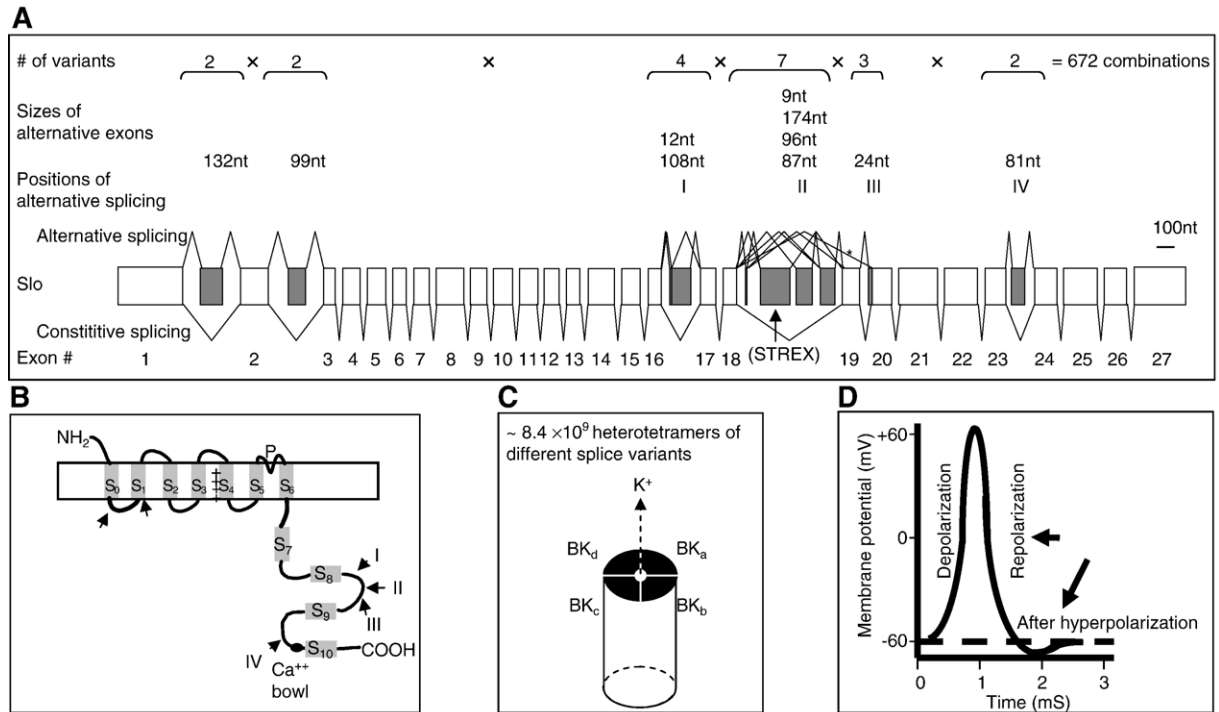 A
# of variants 2 × 2 × 4 × 7 × 3 × 2 = 672 combinations
Sizes of
alternative exons
9nt
174nt
12nt 96nt
132nt 99nt 108nt 87nt 24nt 81nt
Positions of
alternative splicing
I II III IV
Alternative splicing
*
100nt
Slo
Constititive splicing
(STREX)
Exon # 1 2 3 4 5 6 7 8 9 10 11 12 13 14 15 16 17 18 19 20 21 22 23 24 25 26 27
B
NH2
P
S0 S1 S2 S3 S4 S5 S6
++++
S7
S8
I
II
III
S9
IV
S10
COOH
Ca++
bowl
C
~ 8.4 ×10⁹ heterotetramers of
different splice variants
K+
BKd BKa
BKc BKb
D
Membrane potential (mV)
+60
0
-60
Depolarization
Repolarization
After hyperpolarization
0 1 2 3
Time (mS)